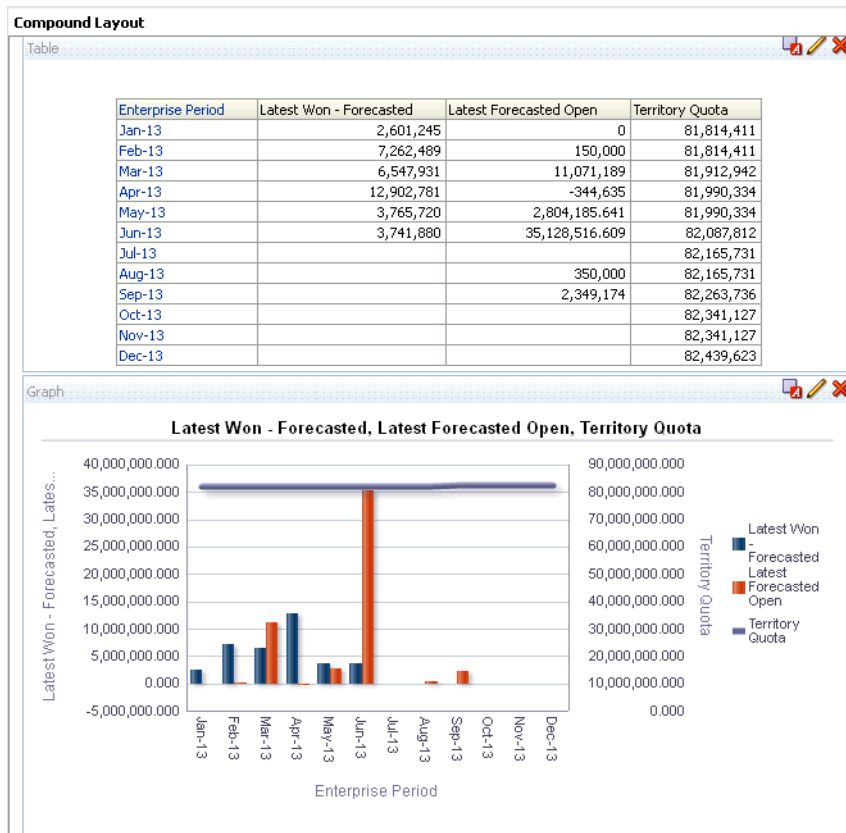 Compound Layout
Table
Enterprise Period Latest Won - Forecasted Latest Forecasted Open Territory Quota
Jan-13 2,601,245 0 81,814,411
Feb-13 7,262,489 150,000 81,814,411
Mar-13 6,547,931 11,071,189 81,912,942
Apr-13 12,902,781 -344,635 81,990,334
May-13 3,765,720 2,804,185.641 81,990,334
Jun-13 3,741,880 35,128,516.609 82,087,812
Jul-13 82,165,731
Aug-13 350,000 82,165,731
Sep-13 2,349,174 82,263,736
Oct-13 82,341,127
Nov-13 82,341,127
Dec-13 82,439,623
Graph
Latest Won - Forecasted, Latest Forecasted Open, Territory Quota
Latest Won - Forecasted, Lates...
40,000,000.000
35,000,000.000
30,000,000.000
25,000,000.000
20,000,000.000
15,000,000.000
10,000,000.000
5,000,000.000
0.000
-5,000,000.000
90,000,000.000
80,000,000.000
70,000,000.000
60,000,000.000
50,000,000.000
40,000,000.000
30,000,000.000
20,000,000.000
10,000,000.000
0.000
Territory Quota
Latest Won
-
Forecasted
Latest
Forecasted
Open
Territory
Quota
Jan-13
Feb-13
Mar-13
Apr-13
May-13
Jun-13
Jul-13
Aug-13
Sep-13
Oct-13
Nov-13
Dec-13
Enterprise Period